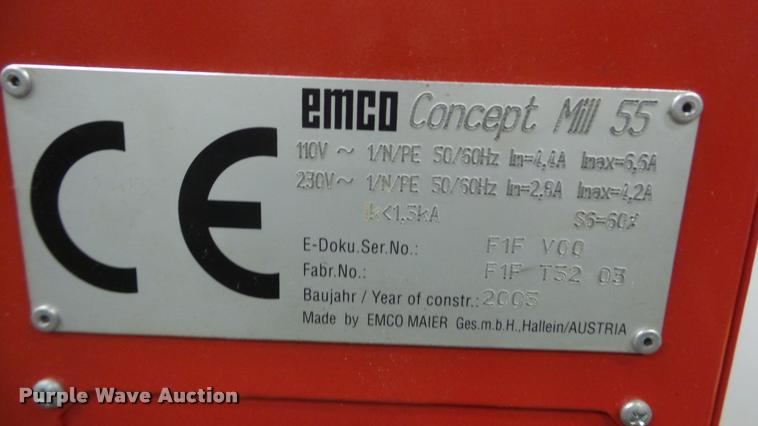 CE
emco Concept Mill 55
110V ~ 1/N/PE 50/60Hz In=4,4A Imax=6,6A
230V ~ 1/N/PE 50/60Hz In=2,8A Imax=4,2A
Ik<1,5kA S6=60%
E-Doku.Ser.No.: F1F V00
Fabr.No.: F1F T52 03
Baujahr / Year of constr.: 2003
Made by EMCO MAIER Ges.m.b.H.,Hallein/AUSTRIA
Purple Wave Auction